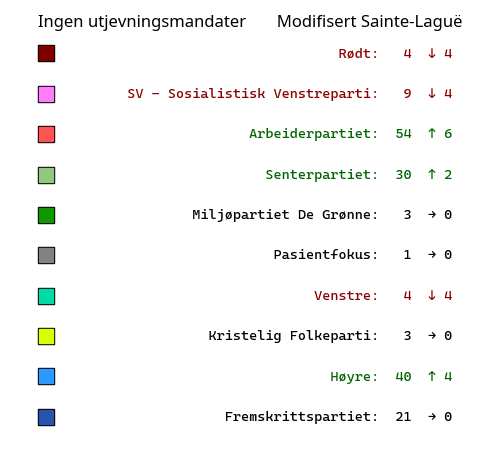 Ingen utjevningsmandater Modifisert Sainte-Laguë
Rødt: 4 ↓ 4
SV - Sosialistisk Venstreparti: 9 ↓ 4
Arbeiderpartiet: 54 ↑ 6
Senterpartiet: 30 ↑ 2
Miljøpartiet De Grønne: 3 → 0
Pasientfokus: 1 → 0
Venstre: 4 ↓ 4
Kristelig Folkeparti: 3 → 0
Høyre: 40 ↑ 4
Fremskrittspartiet: 21 → 0